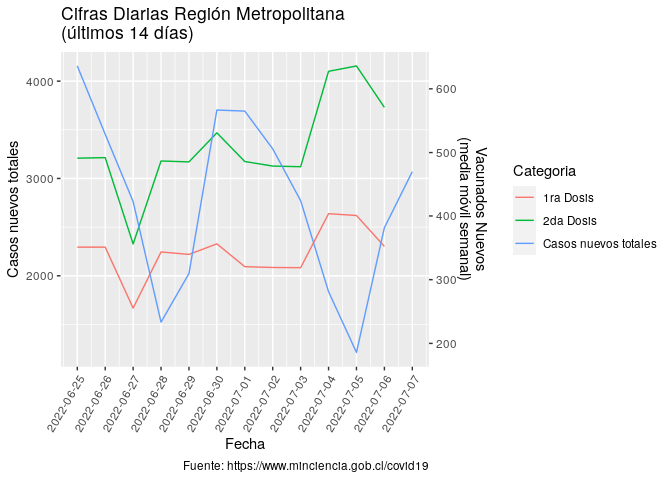 Cifras Diarias Región Metropolitana
(últimos 14 días)
4000
3000
2000
Casos nuevos totales
600
500
400
300
200
Vacunados Nuevos
(media móvil semanal)
Categoria
1ra Dosis
2da Dosis
Casos nuevos totales
2022-06-25
2022-06-26
2022-06-27
2022-06-28
2022-06-29
2022-06-30
2022-07-01
2022-07-02
2022-07-03
2022-07-04
2022-07-05
2022-07-06
2022-07-07
Fecha
Fuente: https://www.minciencia.gob.cl/covid19